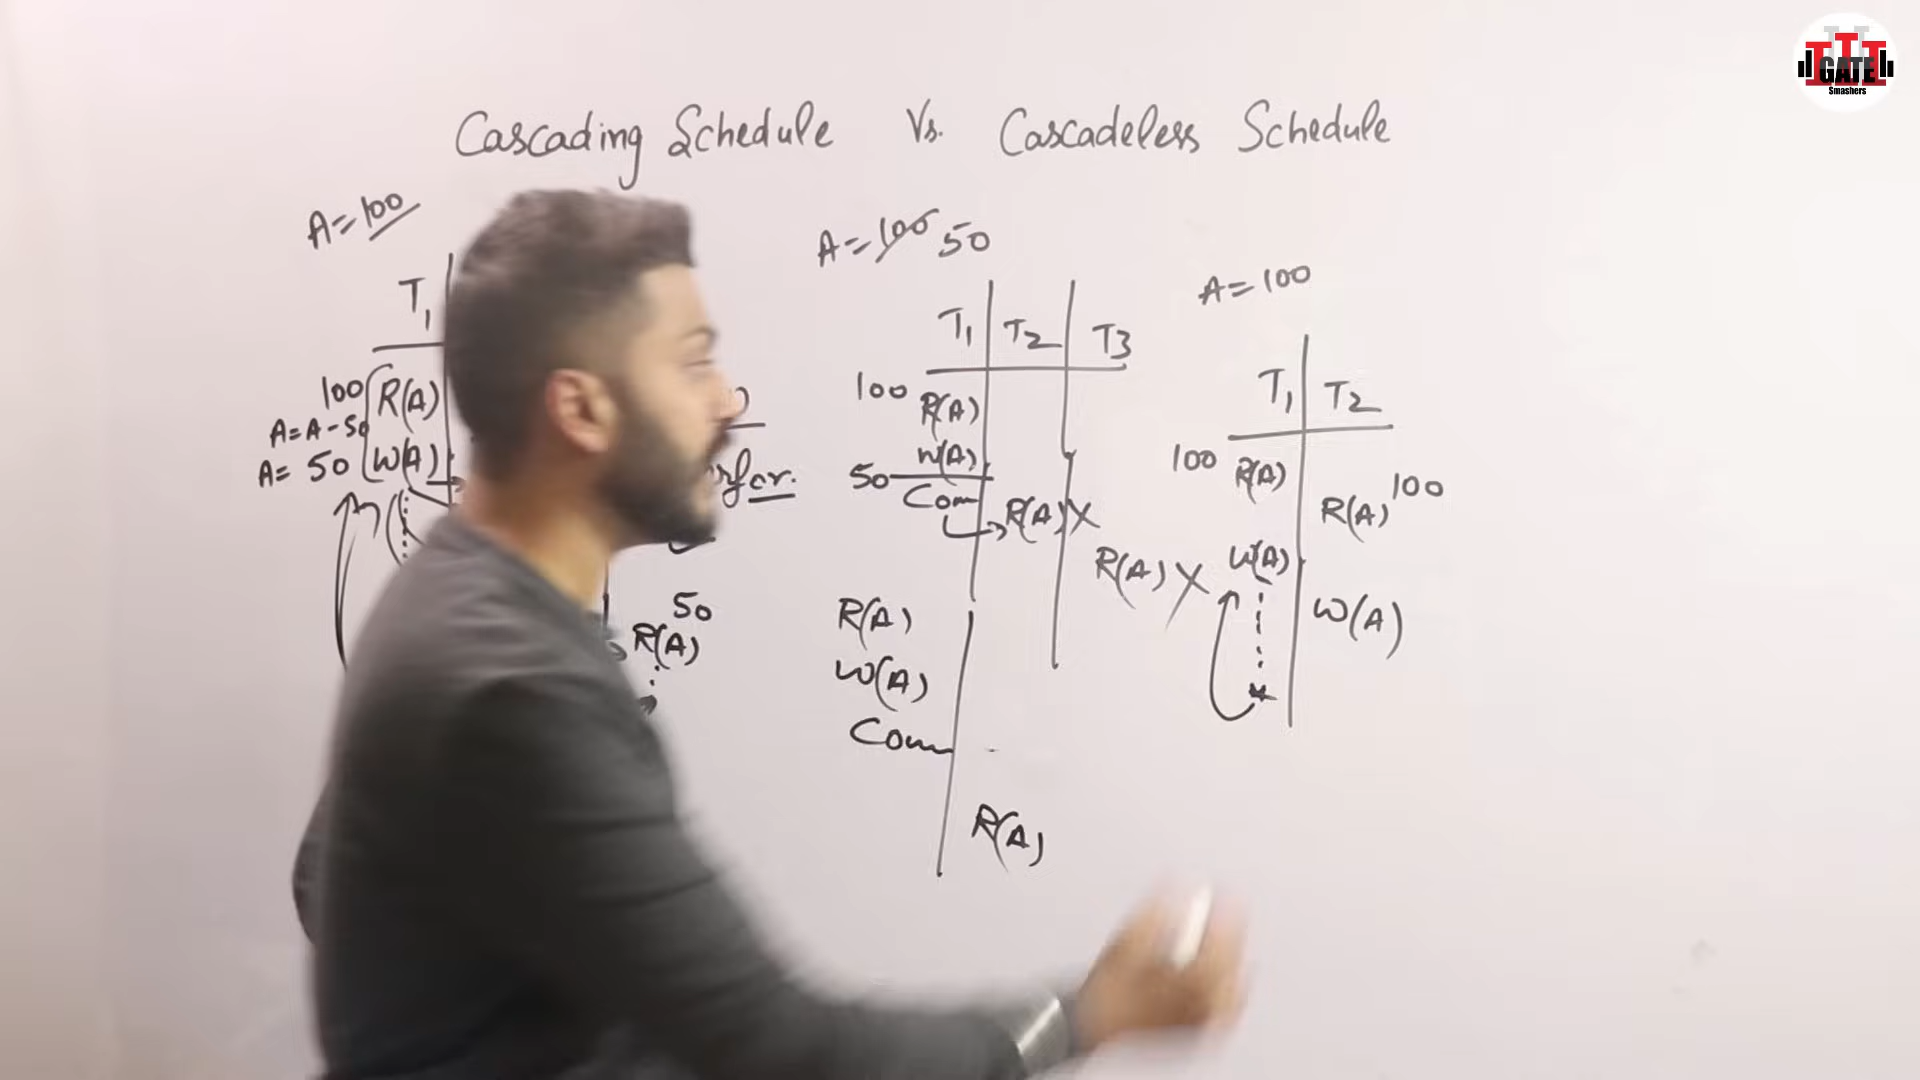 GATE
Smashers
Cascading Schedule Vs. Cascadeless Schedule
A=100
T1
100 R(A)
A=A-50
A= 50 W(A)
50
R(A)
A=100 50
T1 T2 T3
100 R(A)
W(A)
50
Com R(A) X
R(A) X
R(A)
W(A)
Com
R(A)
A=100
T1 T2
100 R(A)
R(A) 100
W(A)
W(A)